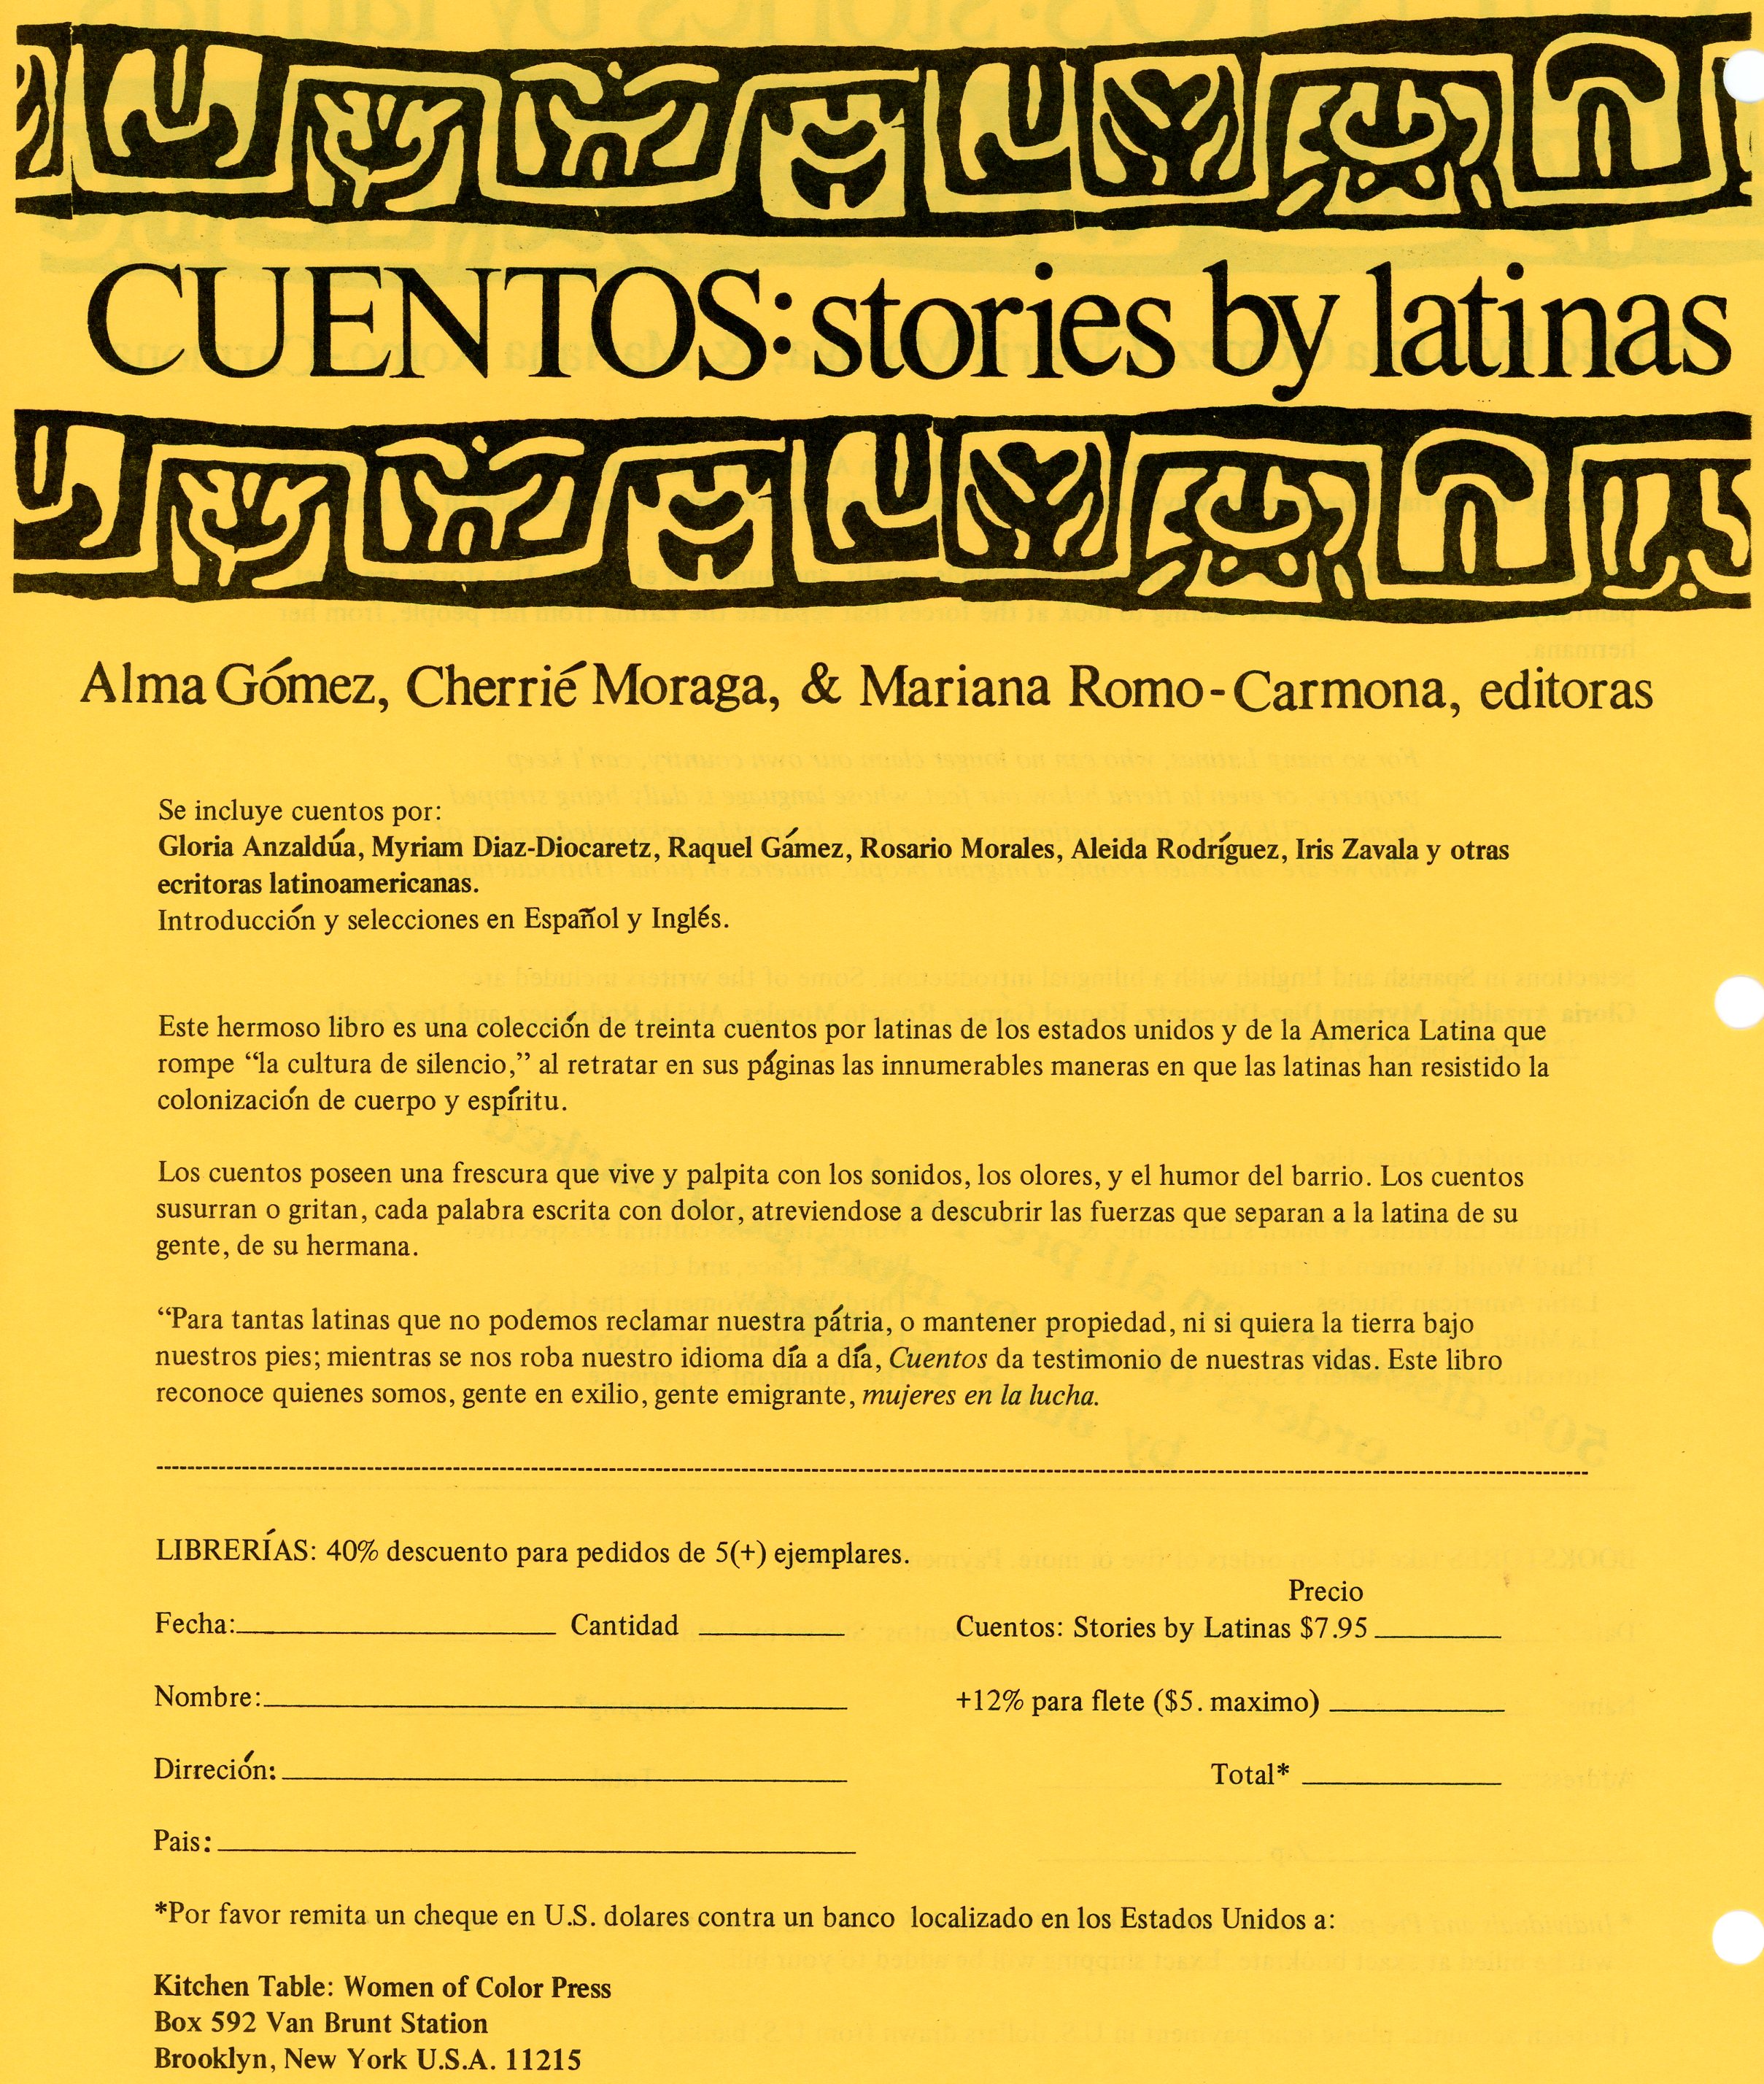 CUENTOS: stories by latinas
Alma Gómez, Cherrié Moraga, & Mariana Romo-Carmona, editoras
Se incluye cuentos por:
Gloria Anzaldúa, Myriam Diaz-Diocaretz, Raquel Gámez, Rosario Morales, Aleida Rodríguez, Iris Zavala y otras
ecritoras latinoamericanas.
Introducción y selecciones en Español y Inglés.
Este hermoso libro es una colección de treinta cuentos por latinas de los estados unidos y de la America Latina que
rompe “la cultura de silencio,” al retratar en sus páginas las innumerables maneras en que las latinas han resistido la
colonización de cuerpo y espíritu.
Los cuentos poseen una frescura que vive y palpita con los sonidos, los olores, y el humor del barrio. Los cuentos
susurran o gritan, cada palabra escrita con dolor, atreviendose a descubrir las fuerzas que separan a la latina de su
gente, de su hermana.
“Para tantas latinas que no podemos reclamar nuestra pátria, o mantener propiedad, ni si quiera la tierra bajo
nuestros pies; mientras se nos roba nuestro idioma día a día, Cuentos da testimonio de nuestras vidas. Este libro
reconoce quienes somos, gente en exilio, gente emigrante, mujeres en la lucha.
LIBRERÍAS: 40% descuento para pedidos de 5(+) ejemplares.
Precio
Fecha: Cantidad Cuentos: Stories by Latinas $7.95
Nombre: +12% para flete ($5. maximo)
Dirreción: Total*
Pais:
*Por favor remita un cheque en U.S. dolares contra un banco localizado en los Estados Unidos a:
Kitchen Table: Women of Color Press
Box 592 Van Brunt Station
Brooklyn, New York U.S.A. 11215